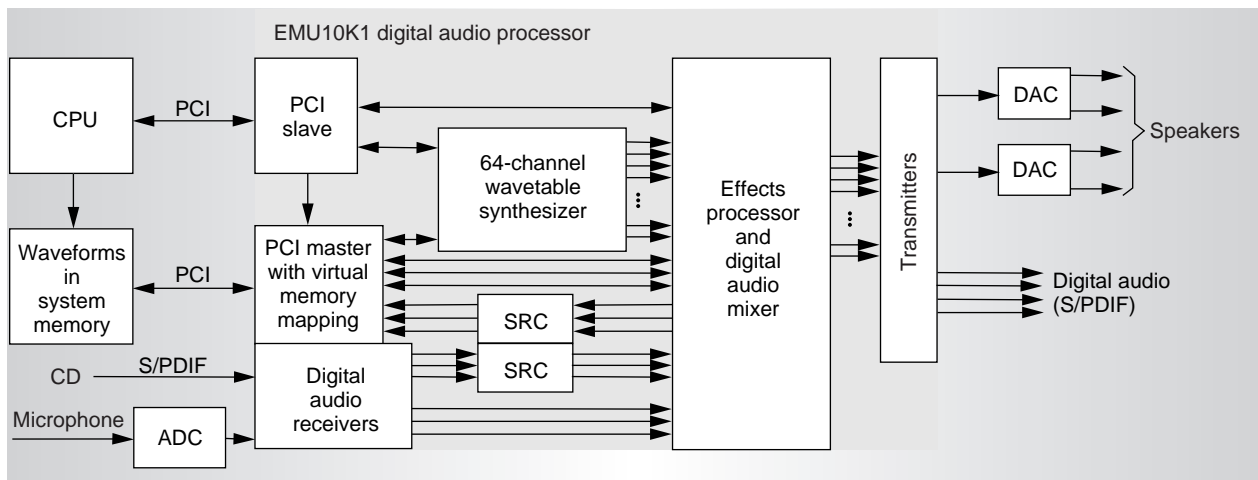 EMU10K1 digital audio processor
CPU
PCI
PCI
slave
64-channel
wavetable
synthesizer
Effects
processor
and
digital
audio
mixer
Transmitters
DAC
DAC
Speakers
Waveforms
in
system
memory
PCI
PCI master
with virtual
memory
mapping
SRC
SRC
Digital audio
(S/PDIF)
CD
S/PDIF
Digital
audio
receivers
Microphone
ADC